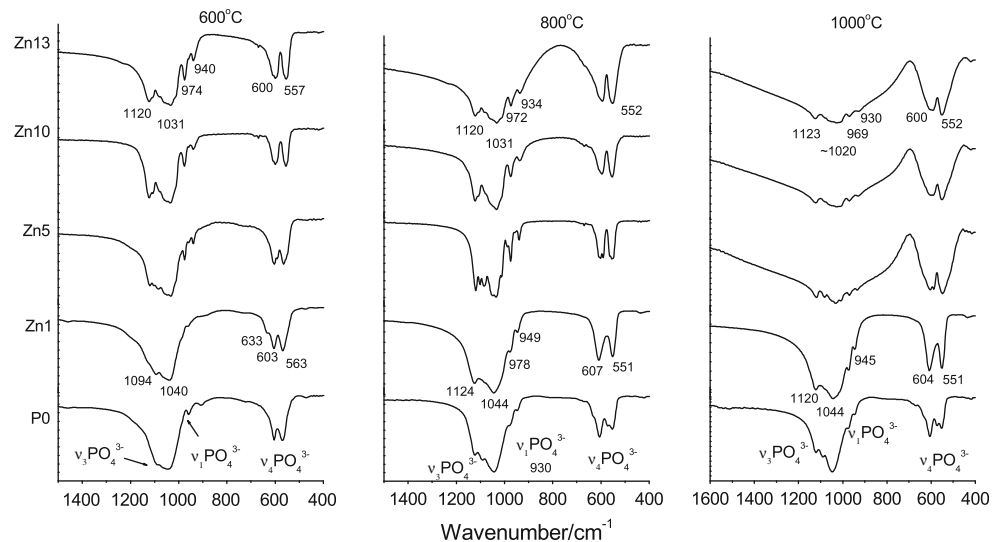 600°C
800°C
1000°C
Zn13
940
974
600
557
1120
1031
934
972
1120
1031
552
1123
930
969
~1020
600
552
Zn10
Zn5
Zn1
633
603
563
1094
1040
949
978
1124
1044
607
551
945
1120
1044
604
551
P0
ν₃PO₄³⁻
ν₁PO₄³⁻
ν₄PO₄³⁻
ν₃PO₄³⁻
ν₁PO₄³⁻
930
ν₄PO₄³⁻
ν₃PO₄³⁻
ν₁PO₄³⁻
ν₄PO₄³⁻
1500 1400 1200 1000 800 600 400
1400 1200 1000 800 600 400
1600 1400 1200 1000 800 600 400
Wavenumber/cm⁻¹